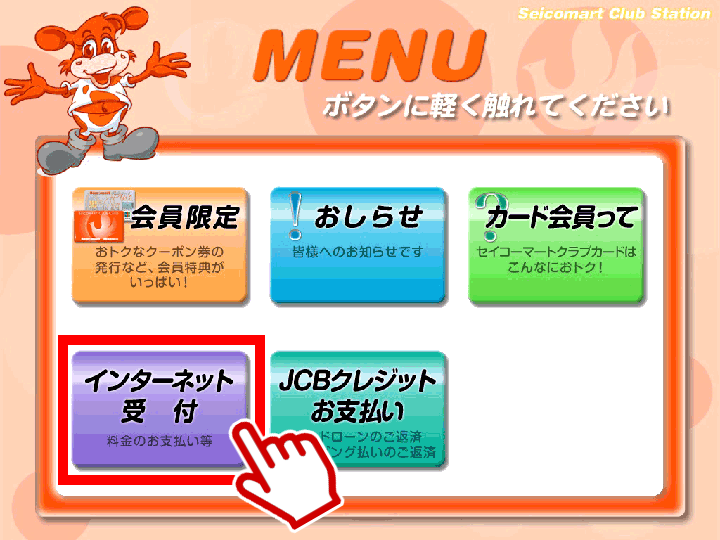 Seicomart Club Station
MENU
ボタンに軽く触れてください
会員限定
おトクなクーポン券の
発行など、会員特典が
いっぱい！
おしらせ
皆様へのお知らせです
カード会員って
セイコーマートクラブカードは
こんなにおトク！
インターネット
受 付
料金のお支払い等
JCBクレジット
お支払い
ドローンのご返済
ング払いのご返済